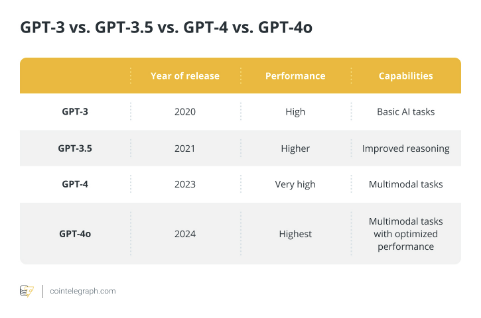 GPT-3 vs. GPT-3.5 vs. GPT-4 vs. GPT-4o
Year of release Performance Capabilities
GPT-3 2020 High Basic AI tasks
GPT-3.5 2021 Higher Improved reasoning
GPT-4 2023 Very high Multimodal tasks
GPT-4o 2024 Highest Multimodal tasks
with optimized
performance
cointelegraph.com